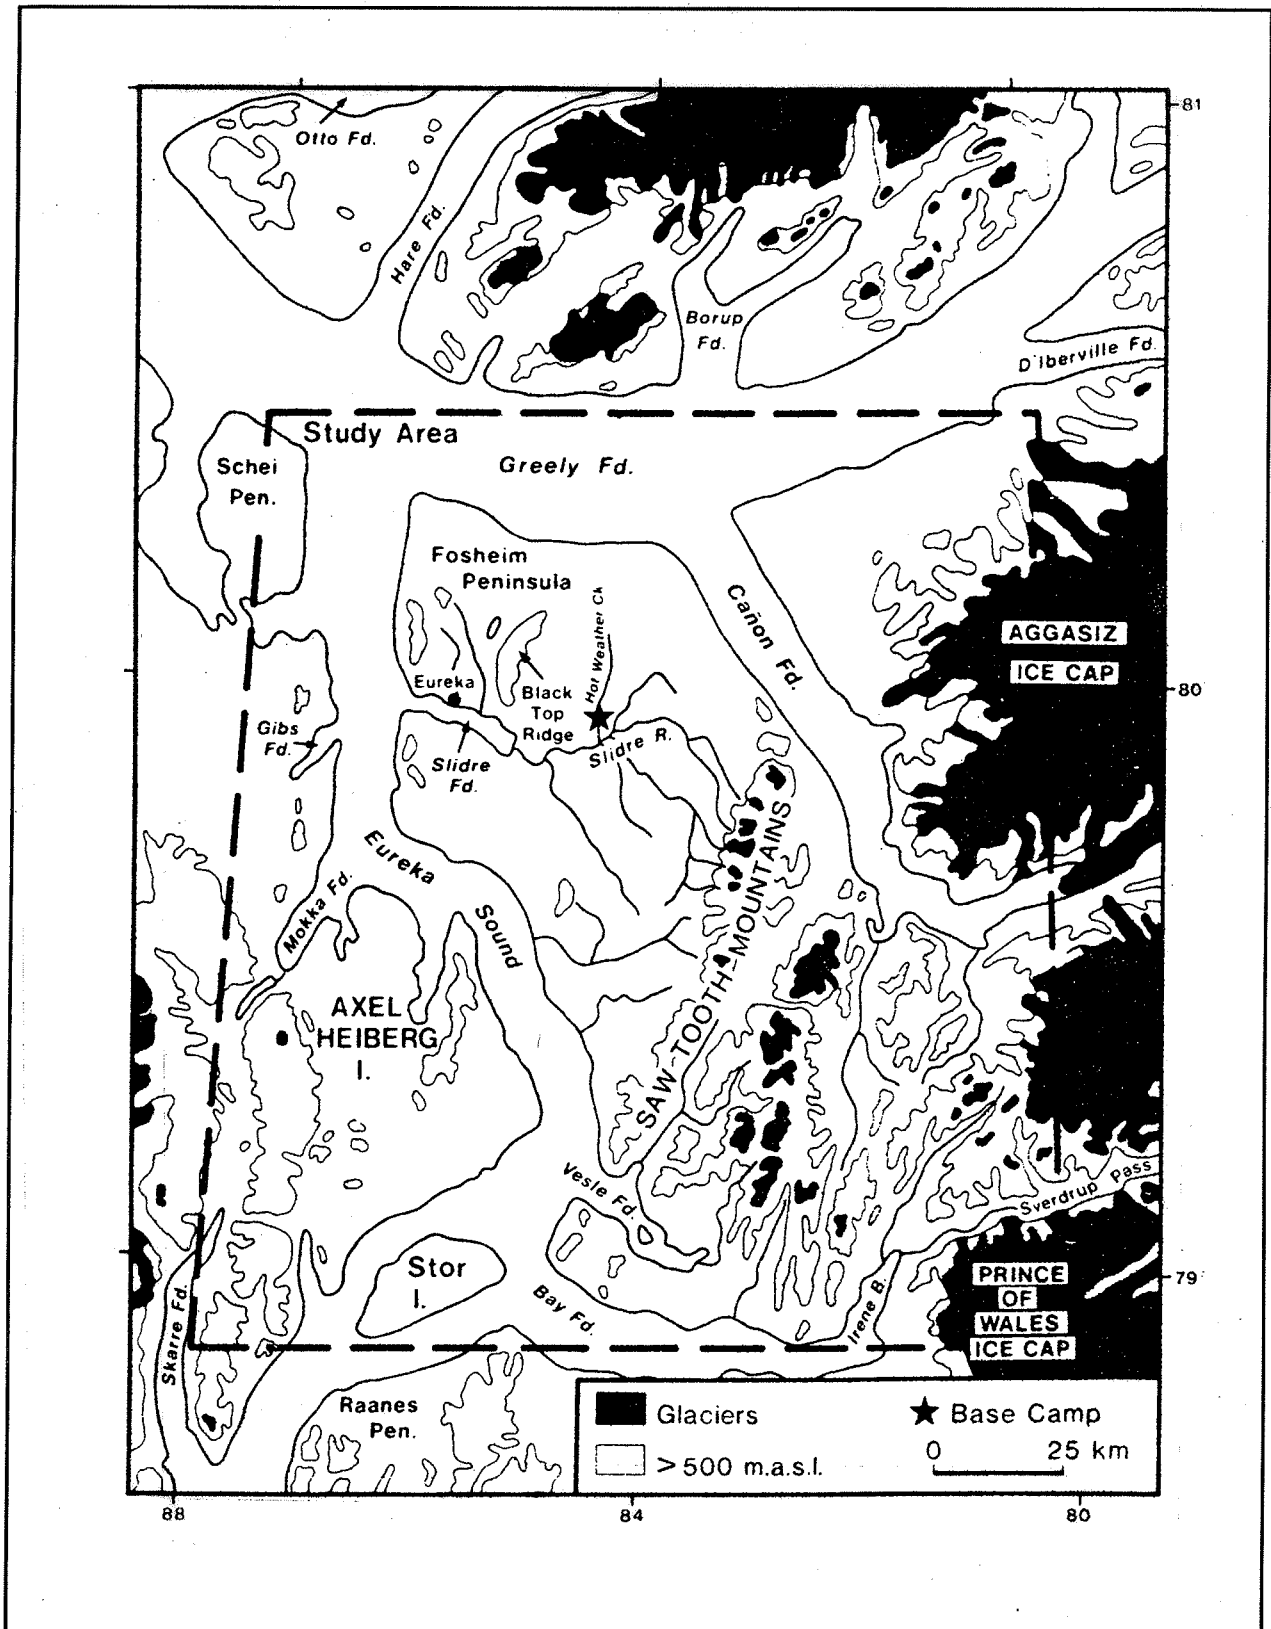 81
Otto Fd.
Hare Fd.
Borup
Fd.
D'Iberville Fd.
Study Area
Greely Fd.
Schei
Pen.
Fosheim
Peninsula
Hot Weather Ck
Cañon Fd.
AGGASIZ
ICE CAP
80
Eureka
Black
Top
Ridge
Gibs
Fd.
Slidre
Fd.
Slidre R.
Eureka
Sound
Mokka Fd.
SAW-TOOTH-MOUNTAINS
AXEL
HEIBERG
I.
Vesle Fd.
Sverdrup Pass
Stor
I.
Bay Fd.
Irene B.
Skarre Fd.
PRINCE
OF
WALES
ICE CAP
79
Raanes
Pen.
Glaciers
Base Camp
>500 m.a.s.l.
0 25 km
88 84 80